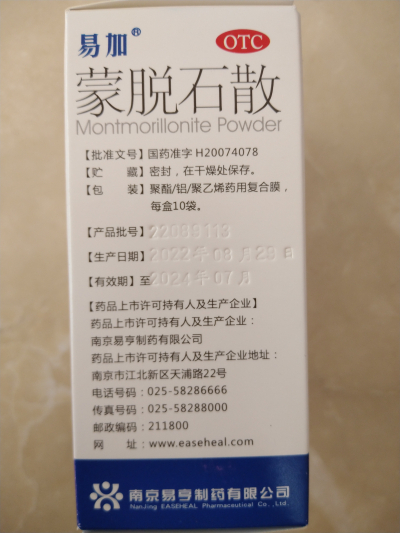 易加®
OTC
蒙脱石散
Montmorillonite Powder
【批准文号】国药准字 H20074078
【贮 藏】密封，在干燥处保存。
【包 装】聚酯/铝/聚乙烯药用复合膜，
每盒10袋。
【产品批号】
【生产日期】2022年08月23日
【有效期】至2024年07月
【药品上市许可持有人及生产企业】
药品上市许可持有人及生产企业：
南京易亨制药有限公司
药品上市许可持有人及生产企业地址：
南京市江北新区天浦路22号
电话号码：025-58286666
传真号码：025-58288000
邮政编码：211800
网 址：www.easeheal.com
南京易亨制药有限公司
NanJing EASEHEAL Pharmaceutical Co.,Ltd.